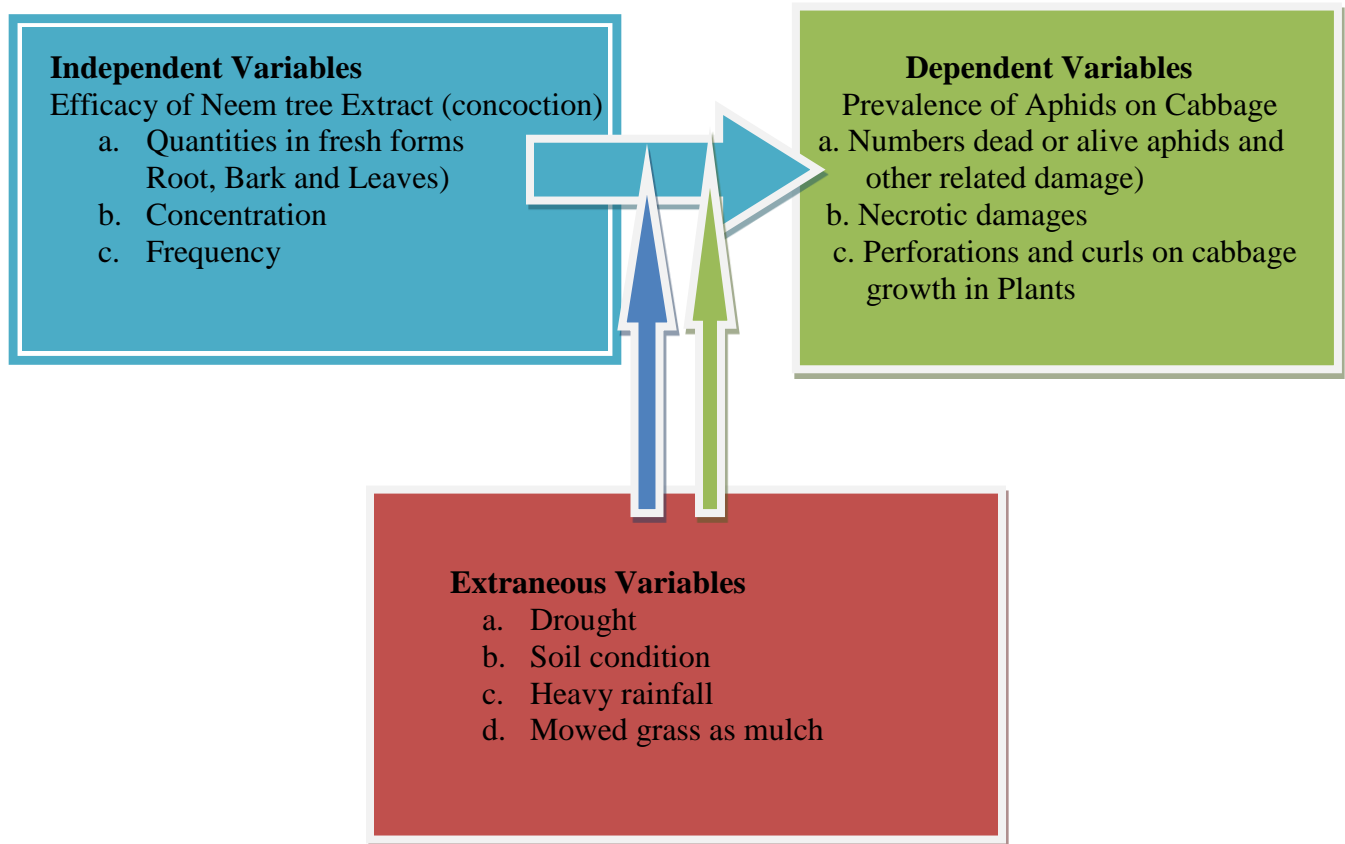 Independent Variables
Efficacy of Neem tree Extract (concoction)
a. Quantities in fresh forms
Root, Bark and Leaves)
b. Concentration
c. Frequency
Dependent Variables
Prevalence of Aphids on Cabbage
a. Numbers dead or alive aphids and
other related damage)
b. Necrotic damages
c. Perforations and curls on cabbage
growth in Plants
Extraneous Variables
a. Drought
b. Soil condition
c. Heavy rainfall
d. Mowed grass as mulch